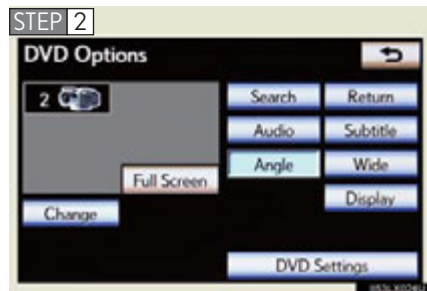 STEP 2
DVD Options
2
Search Return
Audio Subtitle
Angle Wide
Full Screen
Display
Change
DVD Settings